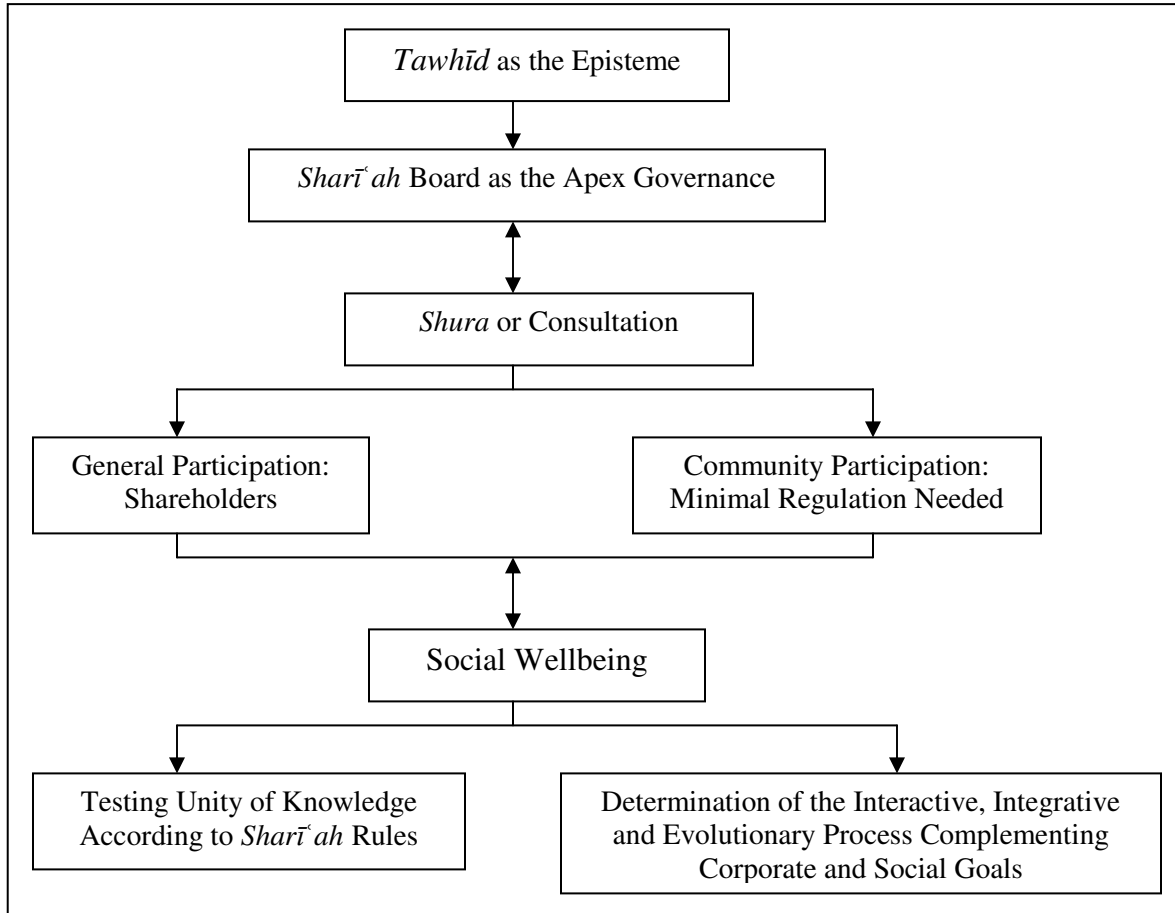 Tawhīd as the Episteme
Sharīʿah Board as the Apex Governance
Shura or Consultation
General Participation:
Shareholders
Community Participation:
Minimal Regulation Needed
Social Wellbeing
Testing Unity of Knowledge
According to Sharīʿah Rules
Determination of the Interactive, Integrative
and Evolutionary Process Complementing
Corporate and Social Goals